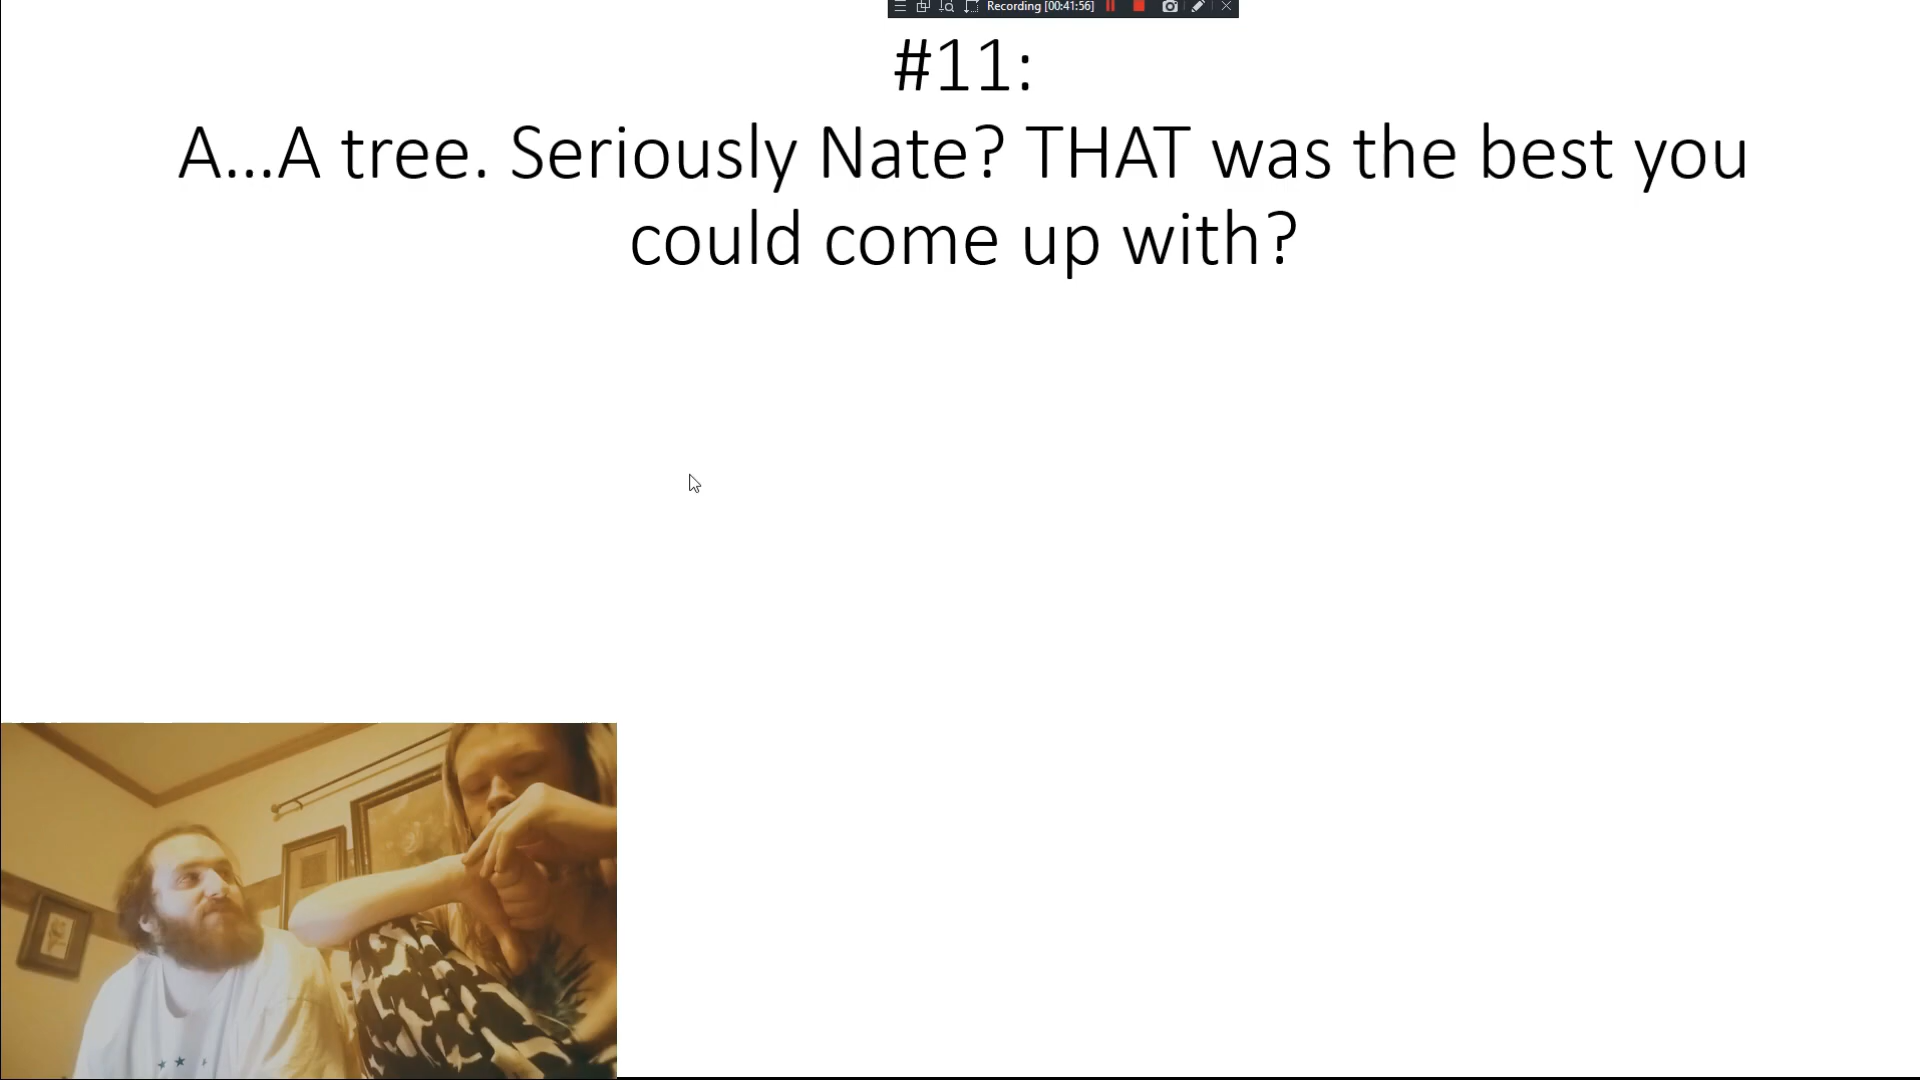 Recording [00:41:56]
#11:
A...A tree. Seriously Nate? THAT was the best you
could come up with?